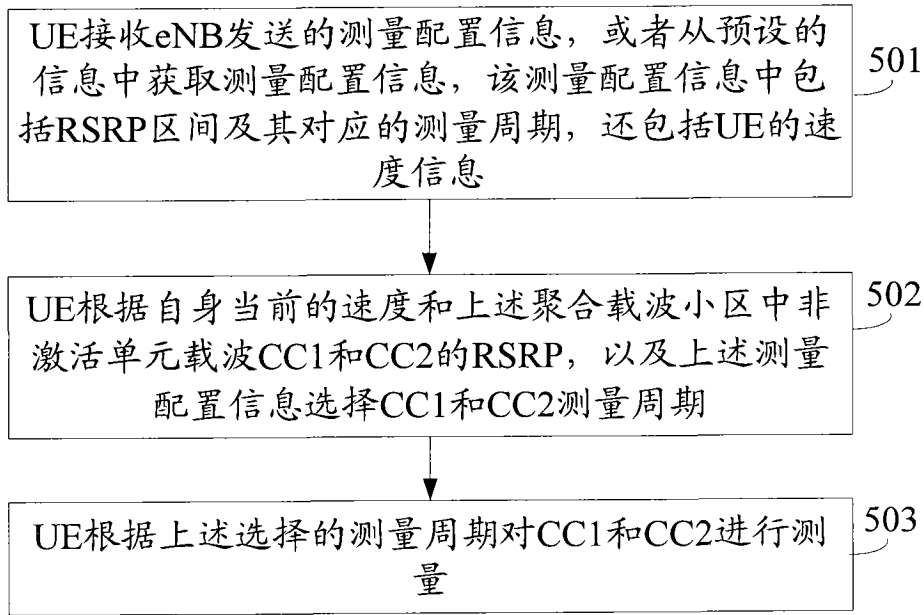 UE接收eNB发送的测量配置信息，或者从预设的
信息中获取测量配置信息，该测量配置信息中包
括RSRP区间及其对应的测量周期，还包括UE的速
度信息
501
UE根据自身当前的速度和上述聚合载波小区中非
激活单元载波CC1和CC2的RSRP，以及上述测量
配置信息选择CC1和CC2测量周期
502
UE根据上述选择的测量周期对CC1和CC2进行测
量
503